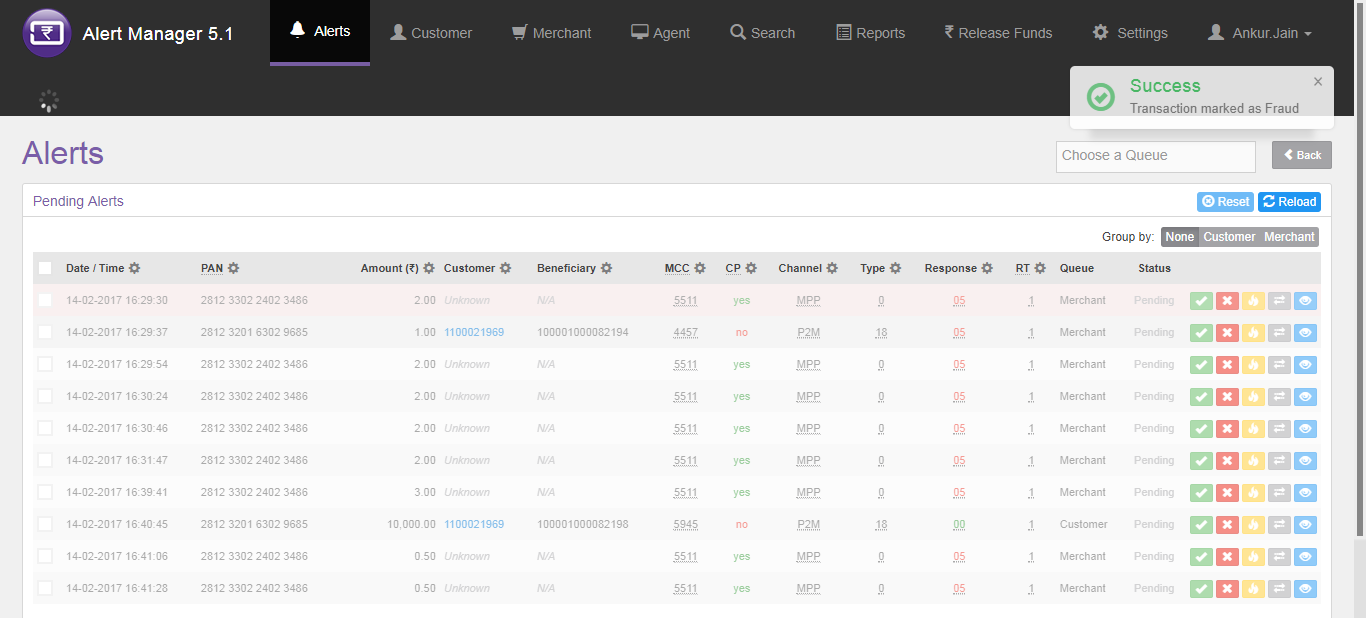 Alert Manager 5.1 Alerts Customer Merchant Agent Search Reports ₹ Release Funds Settings Ankur.Jain
Success ×
Transaction marked as Fraud
Alerts Choose a Queue Back
Pending Alerts Reset Reload
Group by: None Customer Merchant
Date / Time PAN Amount (₹) Customer Beneficiary MCC CP Channel Type Response RT Queue Status
14-02-2017 16:29:30 2812 3302 2402 3486 2.00 Unknown N/A 5511 yes MPP 0 05 1 Merchant Pending
14-02-2017 16:29:37 2812 3201 6302 9685 1.00 1100021969 100001000082194 4457 no P2M 18 05 1 Merchant Pending
14-02-2017 16:29:54 2812 3302 2402 3486 2.00 Unknown N/A 5511 yes MPP 0 05 1 Merchant Pending
14-02-2017 16:30:24 2812 3302 2402 3486 2.00 Unknown N/A 5511 yes MPP 0 05 1 Merchant Pending
14-02-2017 16:30:46 2812 3302 2402 3486 2.00 Unknown N/A 5511 yes MPP 0 05 1 Merchant Pending
14-02-2017 16:31:47 2812 3302 2402 3486 2.00 Unknown N/A 5511 yes MPP 0 05 1 Merchant Pending
14-02-2017 16:39:41 2812 3302 2402 3486 3.00 Unknown N/A 5511 yes MPP 0 05 1 Merchant Pending
14-02-2017 16:40:45 2812 3201 6302 9685 10,000.00 1100021969 100001000082198 5945 no P2M 18 00 1 Customer Pending
14-02-2017 16:41:06 2812 3302 2402 3486 0.50 Unknown N/A 5511 yes MPP 0 05 1 Merchant Pending
14-02-2017 16:41:28 2812 3302 2402 3486 0.50 Unknown N/A 5511 yes MPP 0 05 1 Merchant Pending